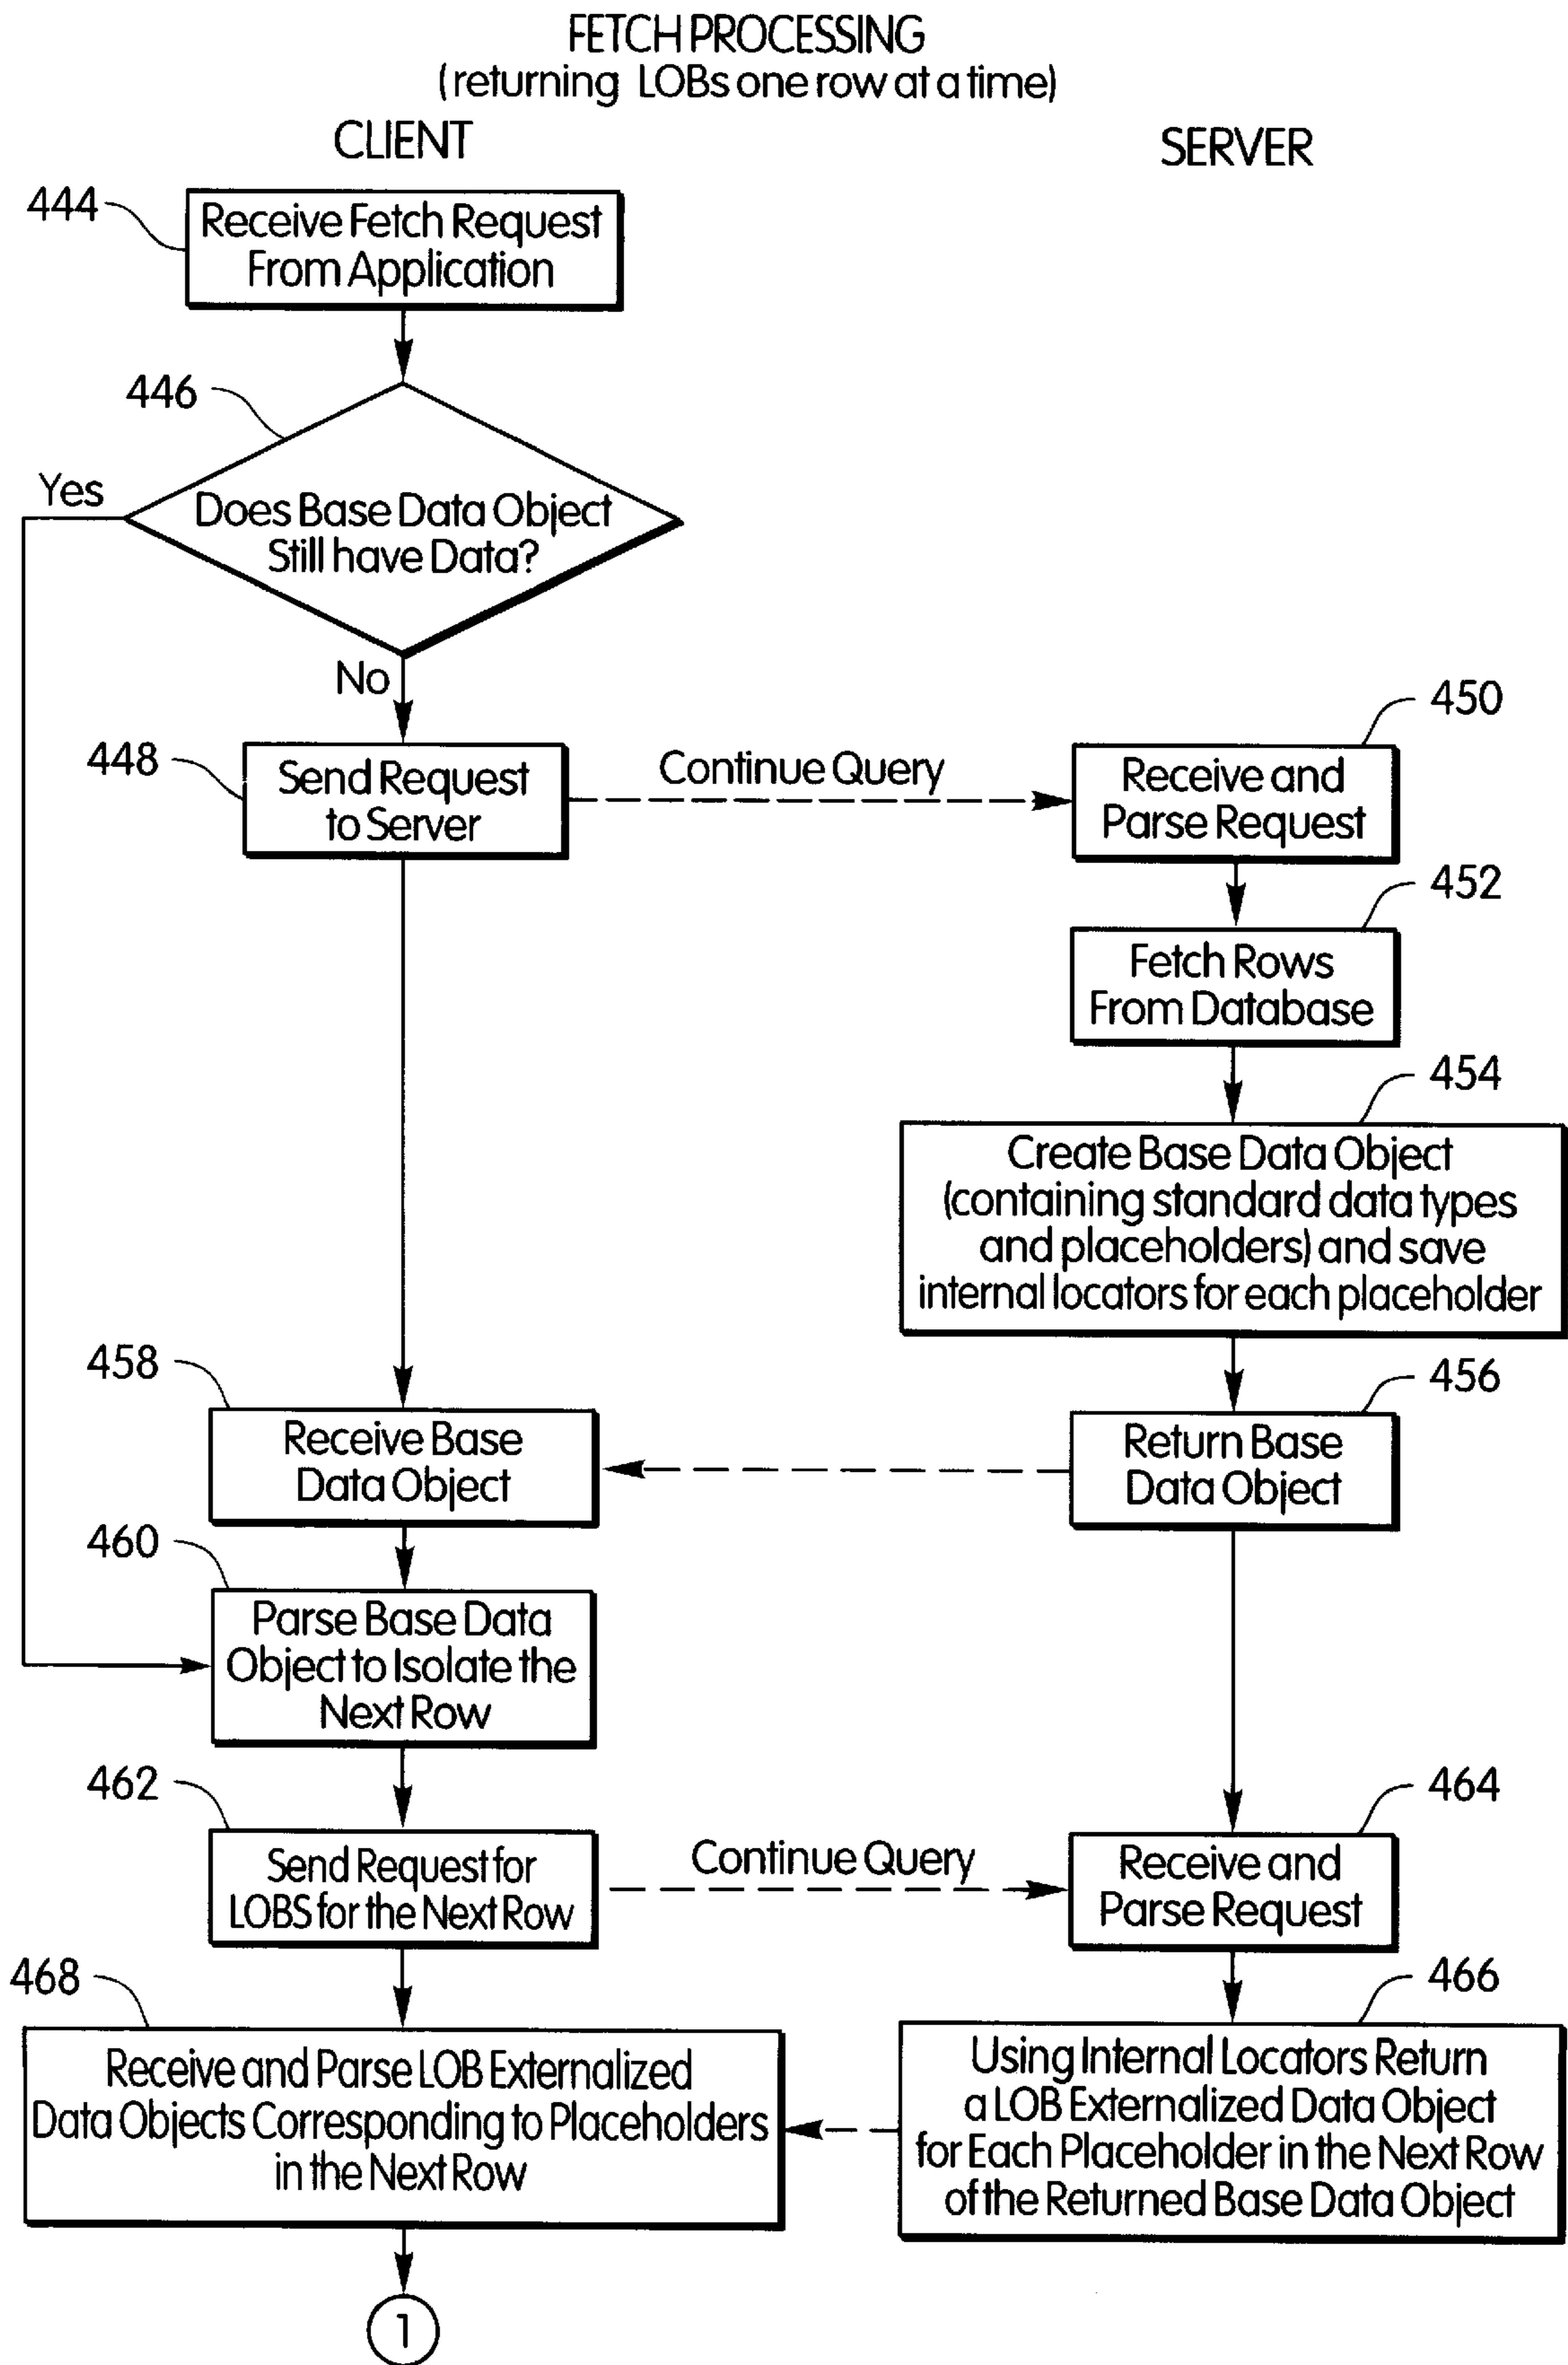 FETCH PROCESSING
(returning LOBs one row at a time)
CLIENT
SERVER
444
Receive Fetch Request
From Application
446
Yes
Does Base Data Object
Still have Data?
No
448
Send Request
to Server
Continue Query
450
Receive and
Parse Request
452
Fetch Rows
From Database
454
Create Base Data Object
(containing standard data types
and placeholders) and save
internal locators for each placeholder
458
Receive Base
Data Object
456
Return Base
Data Object
460
Parse Base Data
Object to Isolate the
Next Row
462
Send Request for
LOBS for the Next Row
Continue Query
464
Receive and
Parse Request
468
Receive and Parse LOB Externalized
Data Objects Corresponding to Placeholders
in the Next Row
466
Using Internal Locators Return
a LOB Externalized Data Object
for Each Placeholder in the Next Row
of the Returned Base Data Object
1